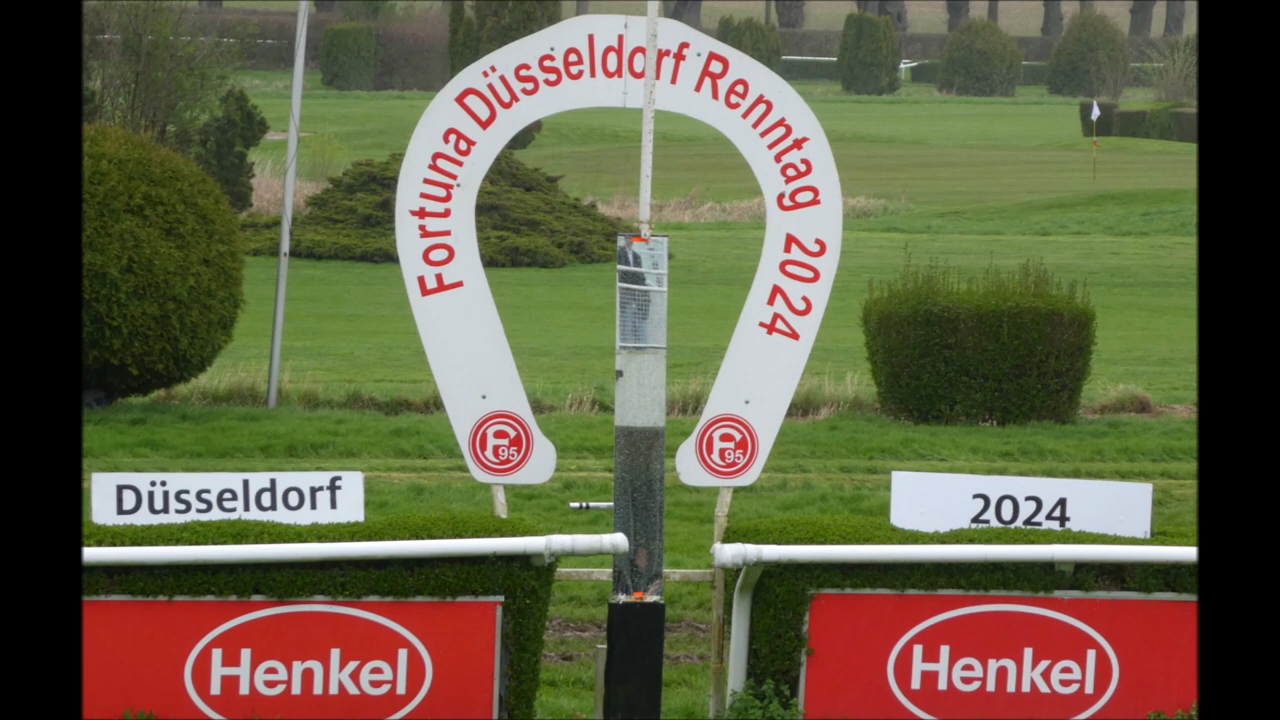 Fortuna Düsseldorf Renntag 2024
F 95
F 95
Düsseldorf
2024
Henkel
Henkel